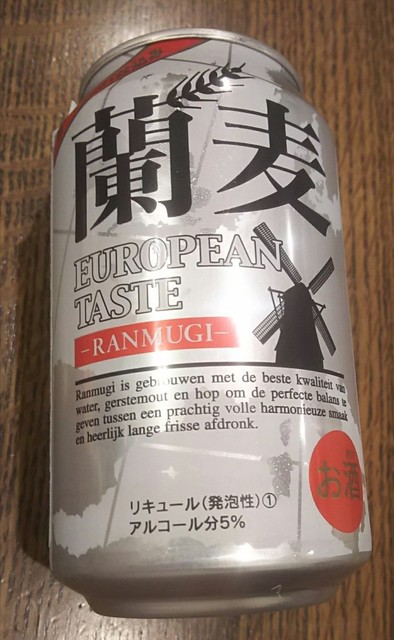 蘭麦
EUROPEAN
TASTE
-RANMUGI-
Ranmugi is gebrouwen met de beste kwaliteit van
water, gerstemout en hop om de perfecte balans te
geven tussen een prachtig volle harmonieuze smaak
en heerlijk lange frisse afdronk.
お酒
リキュール(発泡性)①
アルコール分5%